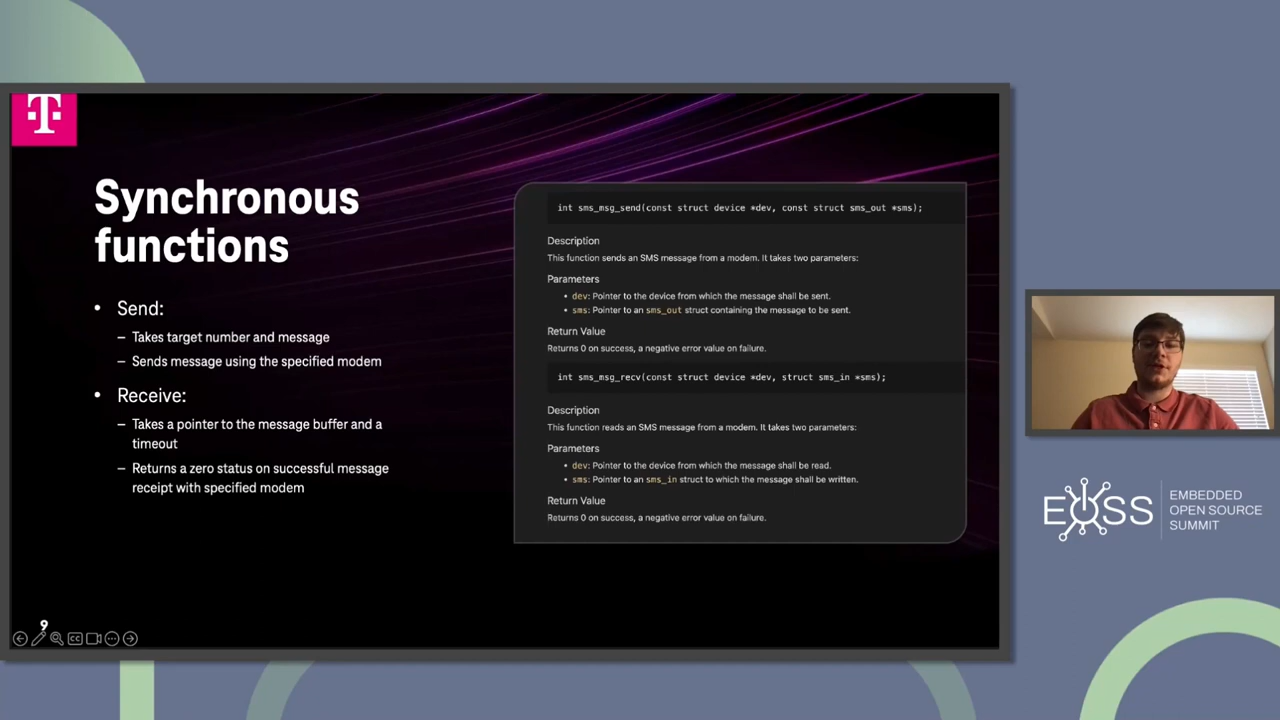 T
Synchronous
functions
• Send:
– Takes target number and message
– Sends message using the specified modem
• Receive:
– Takes a pointer to the message buffer and a
timeout
– Returns a zero status on successful message
receipt with specified modem
9
CC
int sms_msg_send(const struct device *dev, const struct sms_out *sms);
Description
This function sends an SMS message from a modem. It takes two parameters:
Parameters
• dev: Pointer to the device from which the message shall be sent.
• sms: Pointer to an sms_out struct containing the message to be sent.
Return Value
Returns 0 on success, a negative error value on failure.
int sms_msg_recv(const struct device *dev, struct sms_in *sms);
Description
This function reads an SMS message from a modem. It takes two parameters:
Parameters
• dev: Pointer to the device from which the message shall be read.
• sms: Pointer to an sms_in struct to which the message shall be written.
Return Value
Returns 0 on success, a negative error value on failure.
EOSS
EMBEDDED
OPEN SOURCE
SUMMIT